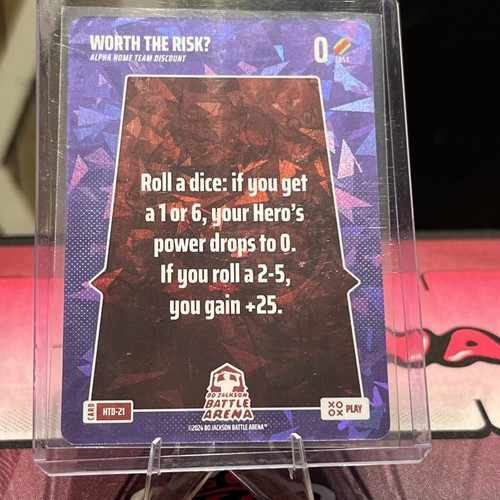 WORTH THE RISK?
ALPHA HOME TEAM DISCOUNT
0
COST
Roll a dice: if you get
a 1 or 6, your Hero's
power drops to 0.
If you roll a 2-5,
you gain +25.
BO JACKSON
BATTLE
ARENA
CARD
HTD-21
XO
OX
PLAY
©2024 BO JACKSON BATTLE ARENA™